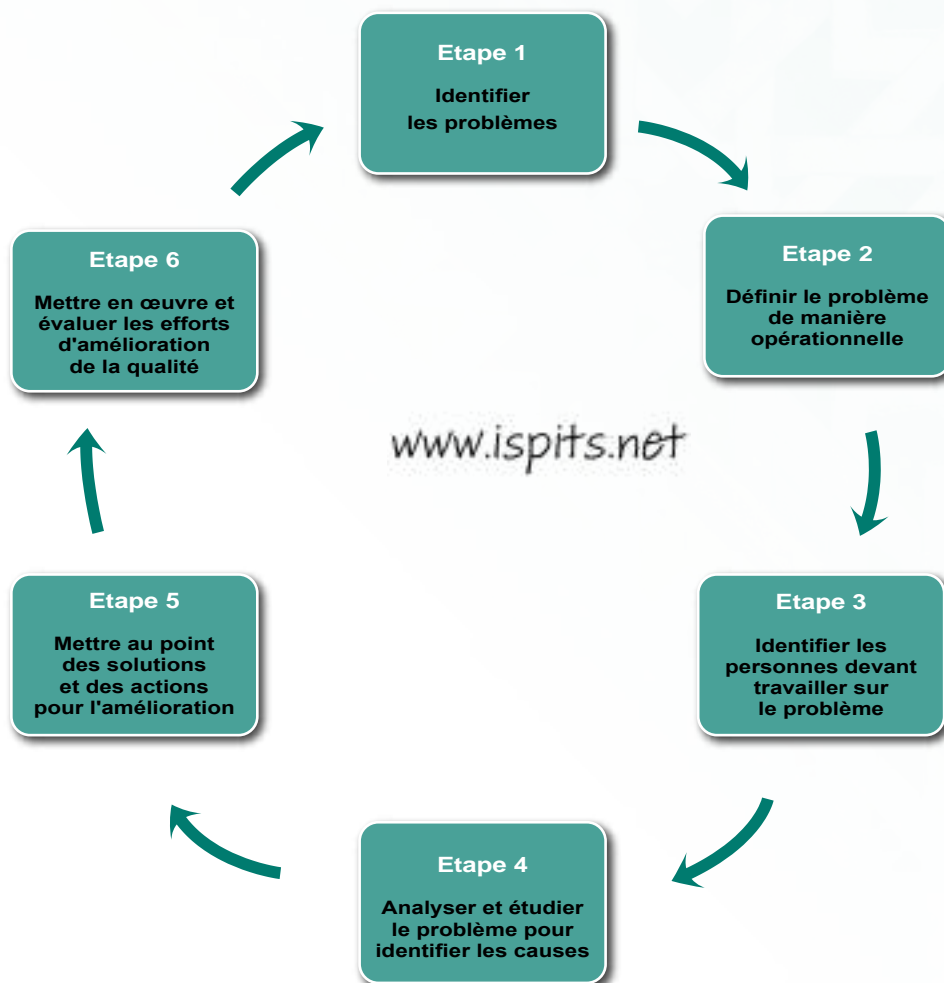 Etape 1
Identifier
les problèmes
Etape 2
Définir le problème
de manière
opérationnelle
Etape 3
Identifier les
personnes devant
travailler sur
le problème
Etape 4
Analyser et étudier
le problème pour
identifier les causes
Etape 5
Mettre au point
des solutions
et des actions
pour l'amélioration
Etape 6
Mettre en œuvre et
évaluer les efforts
d'amélioration
de la qualité
www.ispits.net